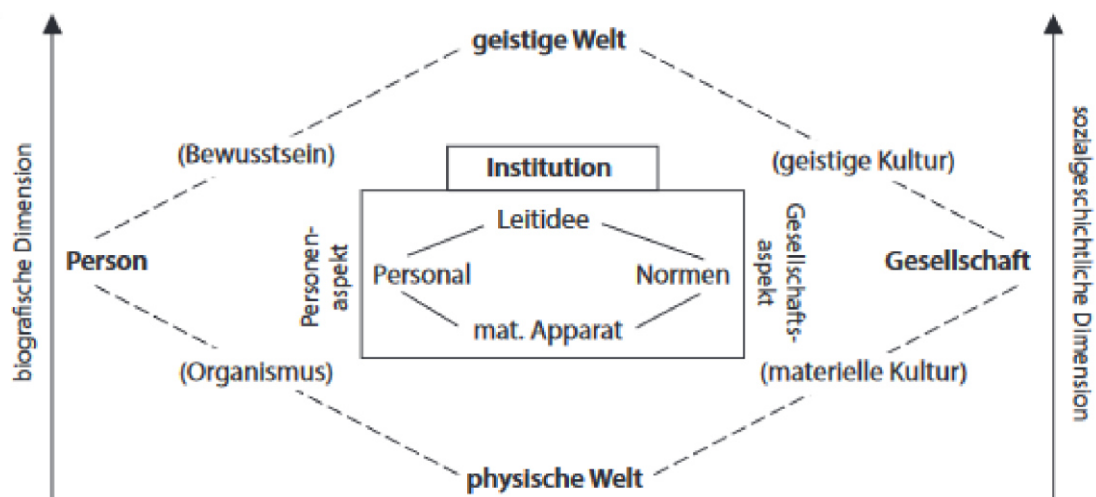 geistige Welt
(Bewusstsein)
(geistige Kultur)
Institution
Leitidee
Personen-
aspekt
Gesellschafts-
aspekt
Person
Personal
Normen
Gesellschaft
mat. Apparat
(Organismus)
(materielle Kultur)
physische Welt
biografische Dimension
sozialgeschichtliche Dimension